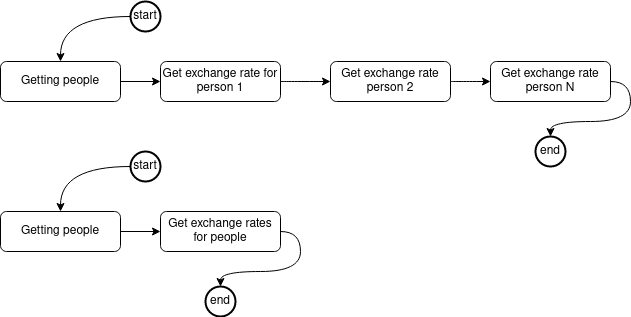 start
Getting people
Get exchange rate for
person 1
Get exchange rate
person 2
Get exchange rate
person N
end
start
Getting people
Get exchange rates
for people
end